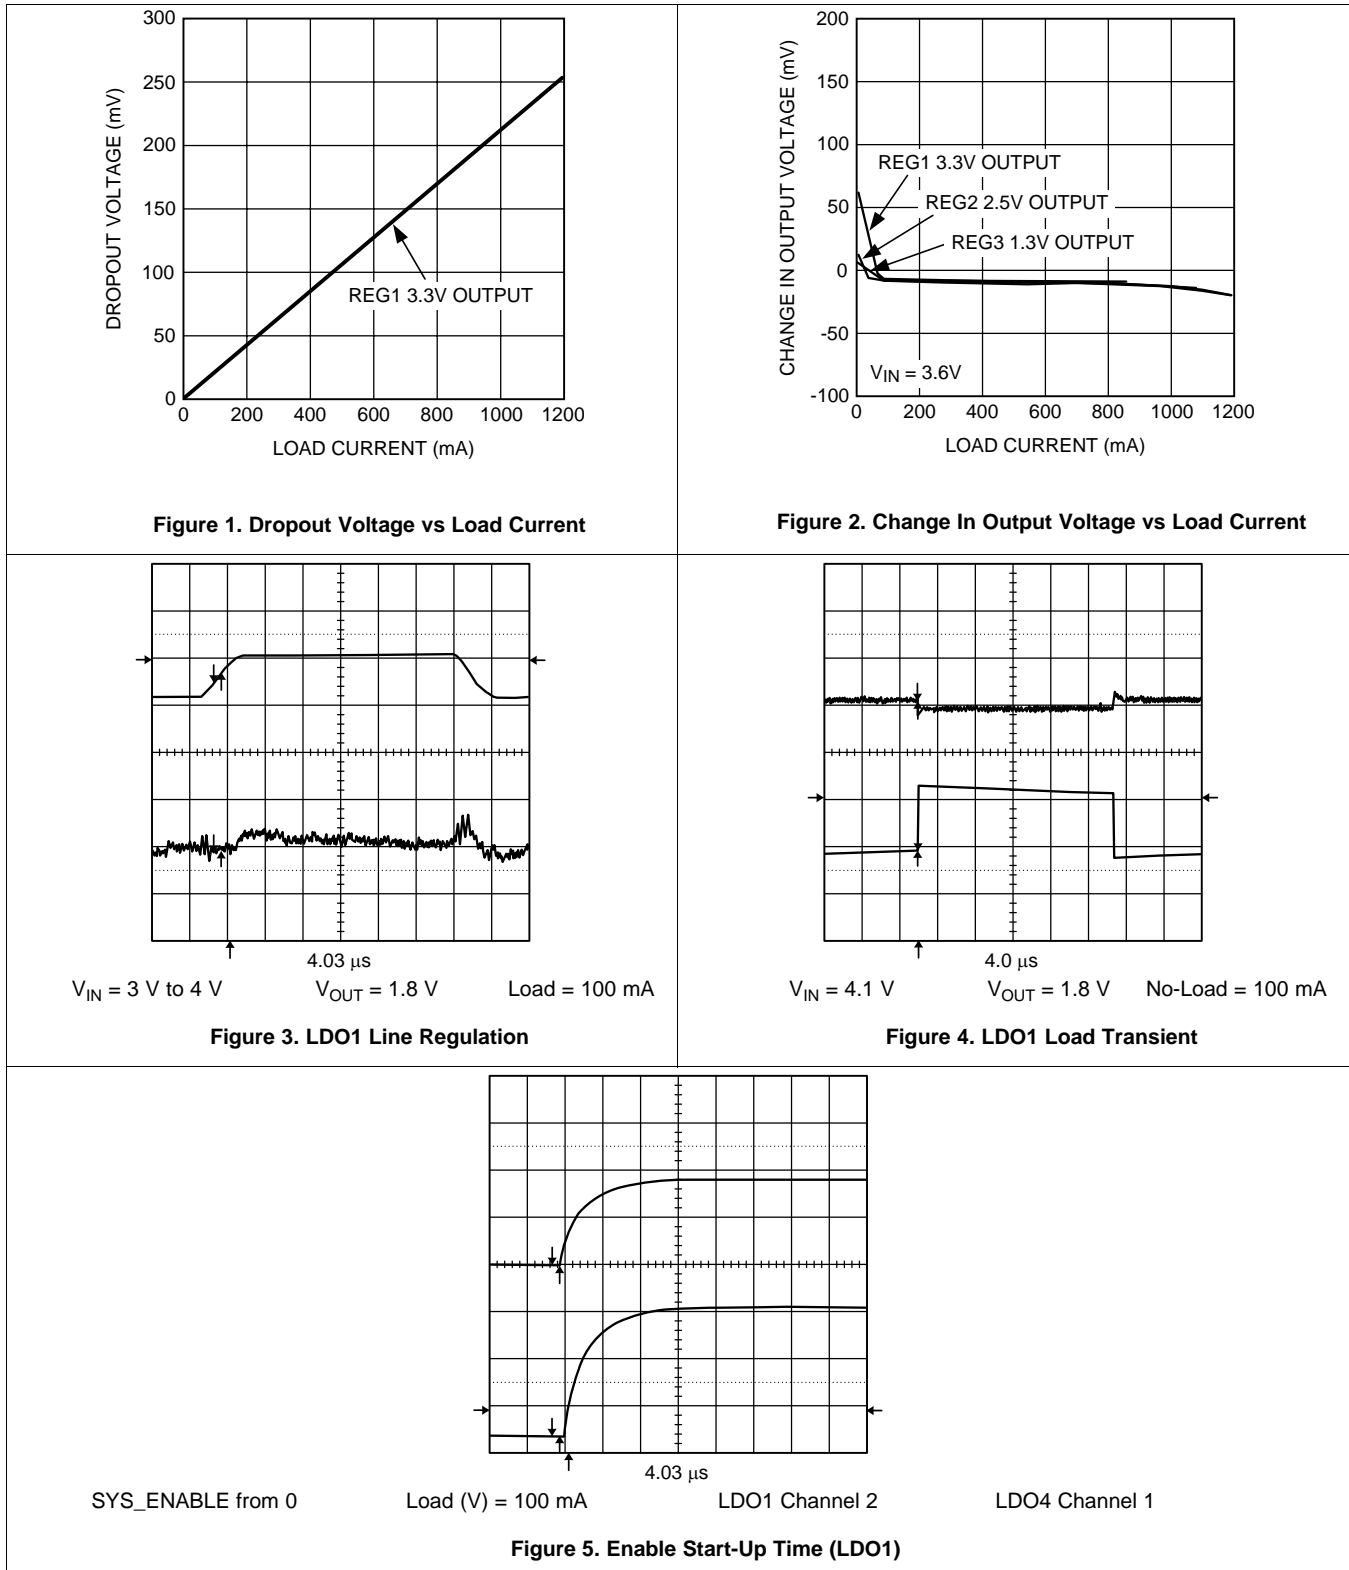 300
250
200
150
100
50
0
0 200 400 600 800 1000 1200
DROPOUT VOLTAGE (mV)
REG1 3.3V OUTPUT
LOAD CURRENT (mA)
Figure 1. Dropout Voltage vs Load Current
200
150
100
50
0
-50
-100
0 200 400 600 800 1000 1200
CHANGE IN OUTPUT VOLTAGE (mV)
REG1 3.3V OUTPUT
REG2 2.5V OUTPUT
REG3 1.3V OUTPUT
VIN = 3.6V
LOAD CURRENT (mA)
Figure 2. Change In Output Voltage vs Load Current
4.03 µs
VIN = 3 V to 4 V VOUT = 1.8 V Load = 100 mA
Figure 3. LDO1 Line Regulation
4.0 µs
VIN = 4.1 V VOUT = 1.8 V No-Load = 100 mA
Figure 4. LDO1 Load Transient
4.03 µs
SYS_ENABLE from 0 Load (V) = 100 mA LDO1 Channel 2 LDO4 Channel 1
Figure 5. Enable Start-Up Time (LDO1)